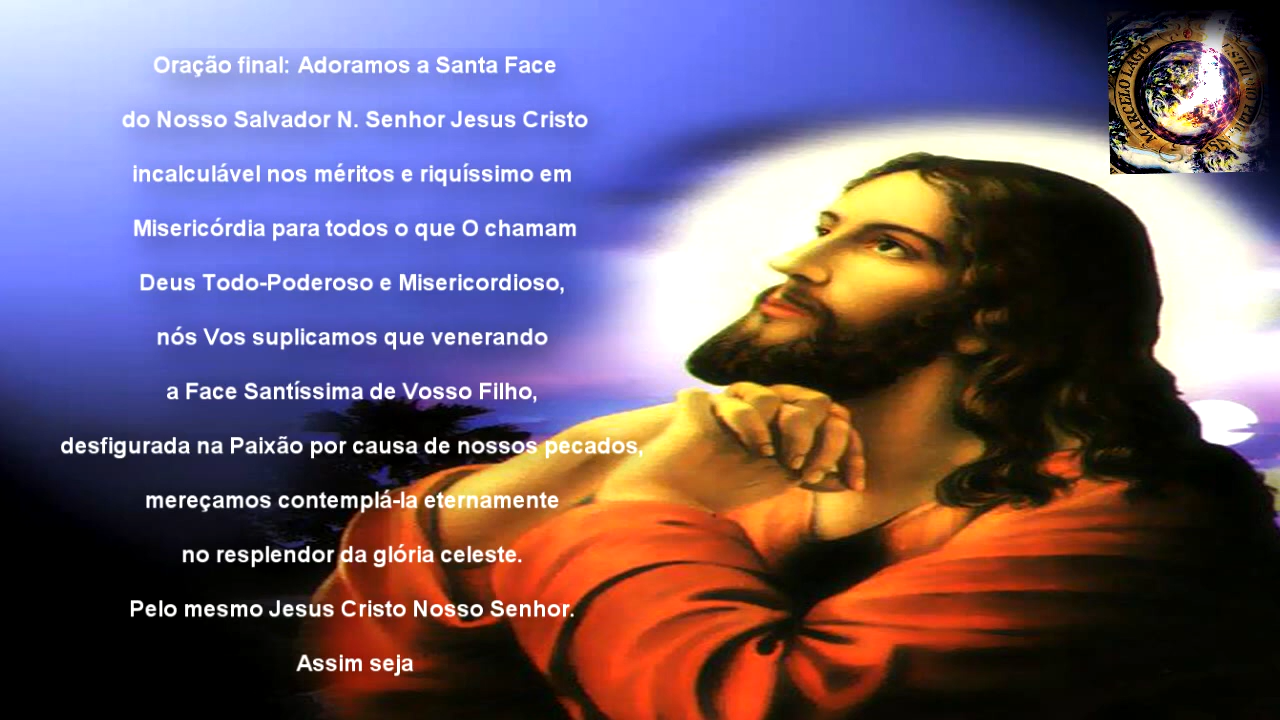 Oração final: Adoramos a Santa Face
do Nosso Salvador N. Senhor Jesus Cristo
incalculável nos méritos e riquíssimo em
Misericórdia para todos o que O chamam
Deus Todo-Poderoso e Misericordioso,
nós Vos suplicamos que venerando
a Face Santíssima de Vosso Filho,
desfigurada na Paixão por causa de nossos pecados,
mereçamos contemplá-la eternamente
no resplendor da glória celeste.
Pelo mesmo Jesus Cristo Nosso Senhor.
Assim seja
MARCELO LAGO